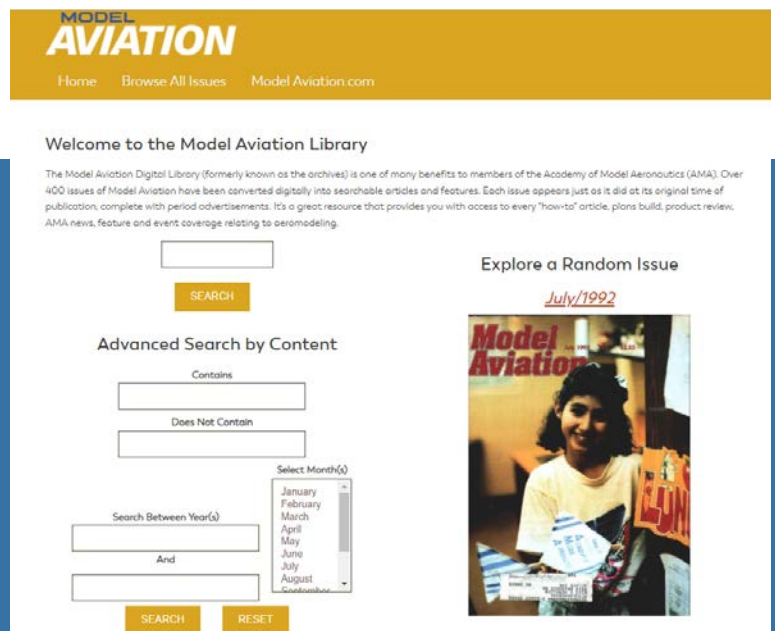 MODEL
AVIATION
Home Browse All Issues Model Aviation.com
Welcome to the Model Aviation Library
The Model Aviation Digital Library (formerly known as the archives) is one of many benefits to members of the Academy of Model Aeronautics (AMA). Over
400 issues of Model Aviation have been converted digitally into searchable articles and features. Each issue appears just as it did at its original time of
publication, complete with period advertisements. It's a great resource that provides you with access to every "how-to" article, plans build, product review,
AMA news, feature and event coverage relating to aeromodeling.
SEARCH
Advanced Search by Content
Contains
Does Not Contain
Select Month(s)
January
February
March
April
May
June
July
August
September
Search Between Year(s)
And
SEARCH RESET
Explore a Random Issue
July/1992
Model
Aviation